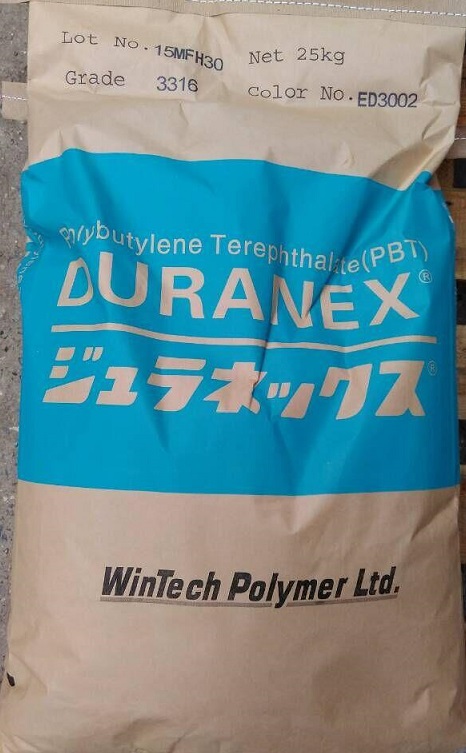 Lot No. 15MFH30 Net 25kg
Grade 3316 Color No. ED3002
Polybutylene Terephthalate (PBT)
DURANEX®
ジュラネックス®
WinTech Polymer Ltd.